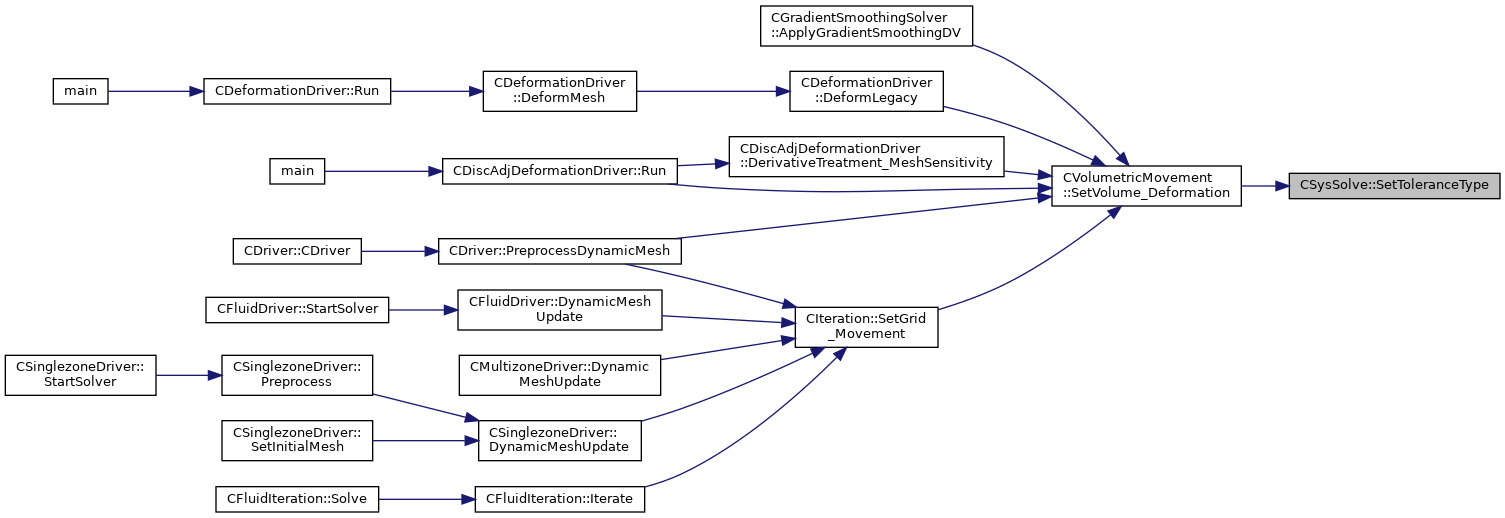 CGradientSmoothingSolver
::ApplyGradientSmoothingDV
main
CDeformationDriver::Run
CDeformationDriver
::DeformMesh
CDeformationDriver
::DeformLegacy
CDiscAdjDeformationDriver
::DerivativeTreatment_MeshSensitivity
main
CDiscAdjDeformationDriver::Run
CVolumetricMovement
::SetVolume_Deformation
CSysSolve::SetToleranceType
CDriver::CDriver
CDriver::PreprocessDynamicMesh
CFluidDriver::StartSolver
CFluidDriver::DynamicMesh
Update
CIteration::SetGrid
_Movement
CSinglezoneDriver::
StartSolver
CSinglezoneDriver::
Preprocess
CMultizoneDriver::Dynamic
MeshUpdate
CSinglezoneDriver::
SetInitialMesh
CSinglezoneDriver::
DynamicMeshUpdate
CFluidIteration::Solve
CFluidIteration::Iterate